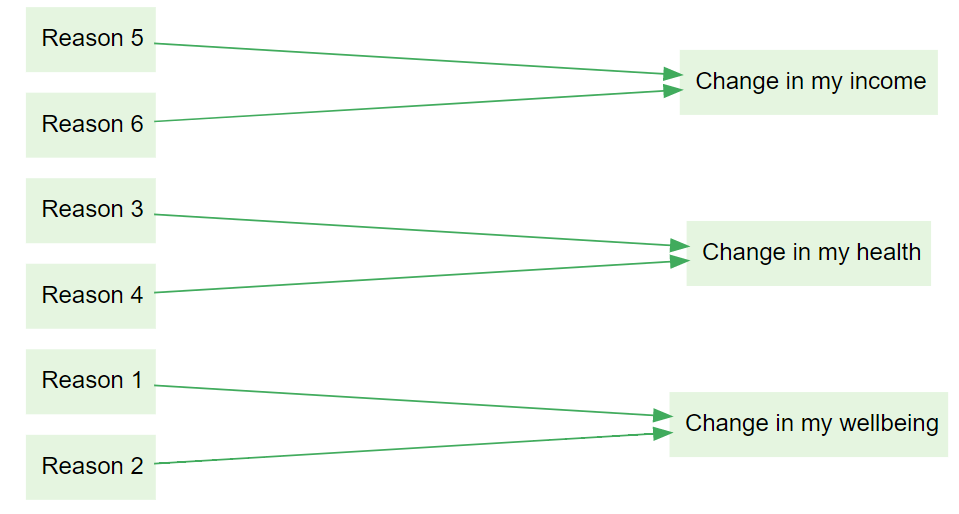 Reason 5
Change in my income
Reason 6
Reason 3
Change in my health
Reason 4
Reason 1
Change in my wellbeing
Reason 2